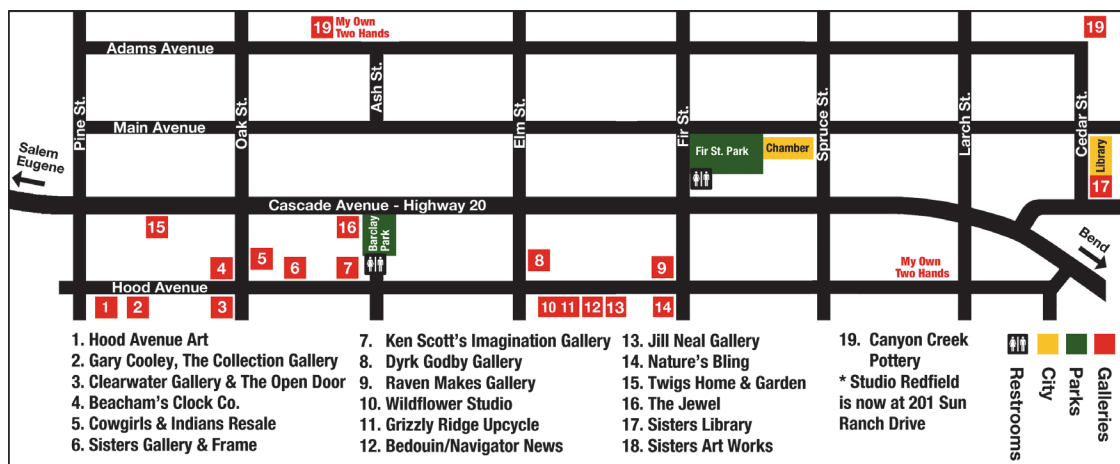 19 My Own
Two Hands
19
Adams Avenue
Pine St.
Oak St.
Ash St.
Elm St.
Fir St.
Spruce St.
Larch St.
Cedar St.
Main Avenue
Salem
Eugene
Fir St. Park
Chamber
Library
17
Cascade Avenue - Highway 20
15
16
Barclay
Park
Bend
4
5
6
7
8
9
My Own
Two Hands
Hood Avenue
1
2
3
10
11
12
13
14
1. Hood Avenue Art
2. Gary Cooley, The Collection Gallery
3. Clearwater Gallery & The Open Door
4. Beacham's Clock Co.
5. Cowgirls & Indians Resale
6. Sisters Gallery & Frame
7. Ken Scott's Imagination Gallery
8. Dyrk Godby Gallery
9. Raven Makes Gallery
10. Wildflower Studio
11. Grizzly Ridge Upcycle
12. Bedouin/Navigator News
13. Jill Neal Gallery
14. Nature's Bling
15. Twigs Home & Garden
16. The Jewel
17. Sisters Library
18. Sisters Art Works
19. Canyon Creek
Pottery
* Studio Redfield
is now at 201 Sun
Ranch Drive
Restrooms
City
Parks
Galleries